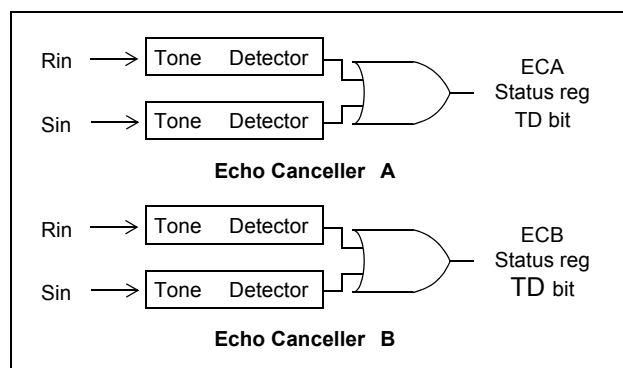 Rin
Tone Detector
Sin
Tone Detector
ECA
Status reg
TD bit
Echo Canceller A
Rin
Tone Detector
Sin
Tone Detector
ECB
Status reg
TD bit
Echo Canceller B